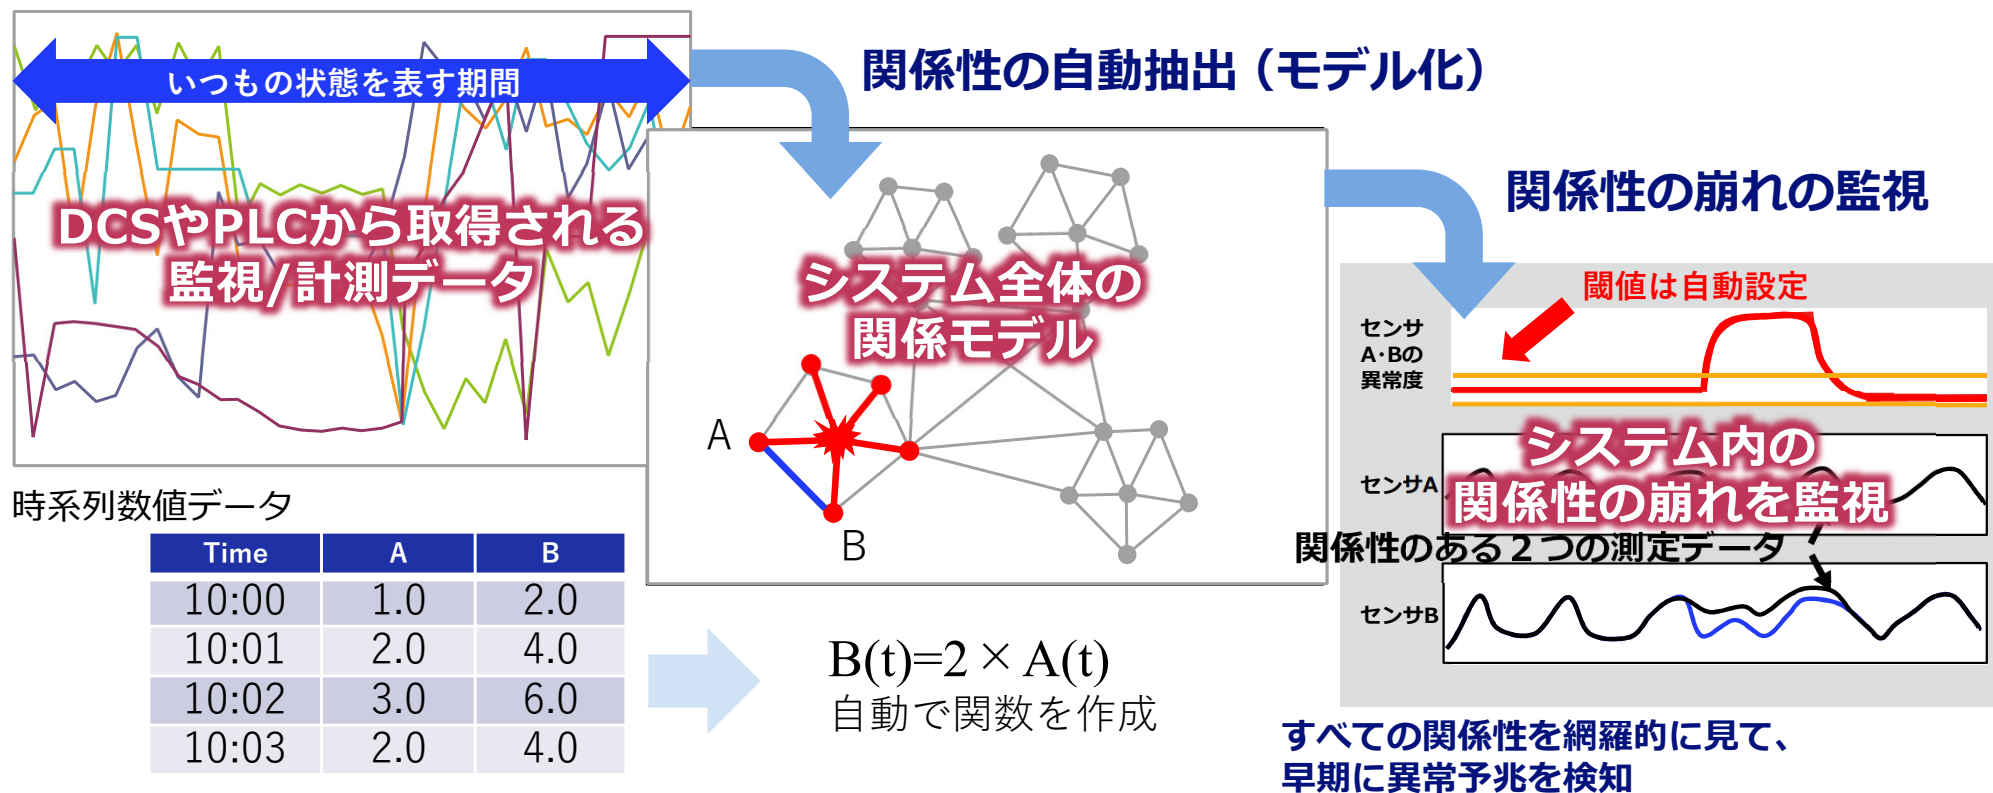 いつもの状態を表す期間
DCSやPLCから取得される
監視/計測データ
時系列数値データ
Time A B
10:00 1.0 2.0
10:01 2.0 4.0
10:02 3.0 6.0
10:03 2.0 4.0
関係性の自動抽出（モデル化）
システム全体の
関係モデル
A
B
B(t)=2×A(t)
自動で関数を作成
関係性の崩れの監視
閾値は自動設定
センサ
A・Bの
異常度
システム内の
関係性の崩れを監視
センサA
関係性のある２つの測定データ
センサB
すべての関係性を網羅的に見て、
早期に異常予兆を検知